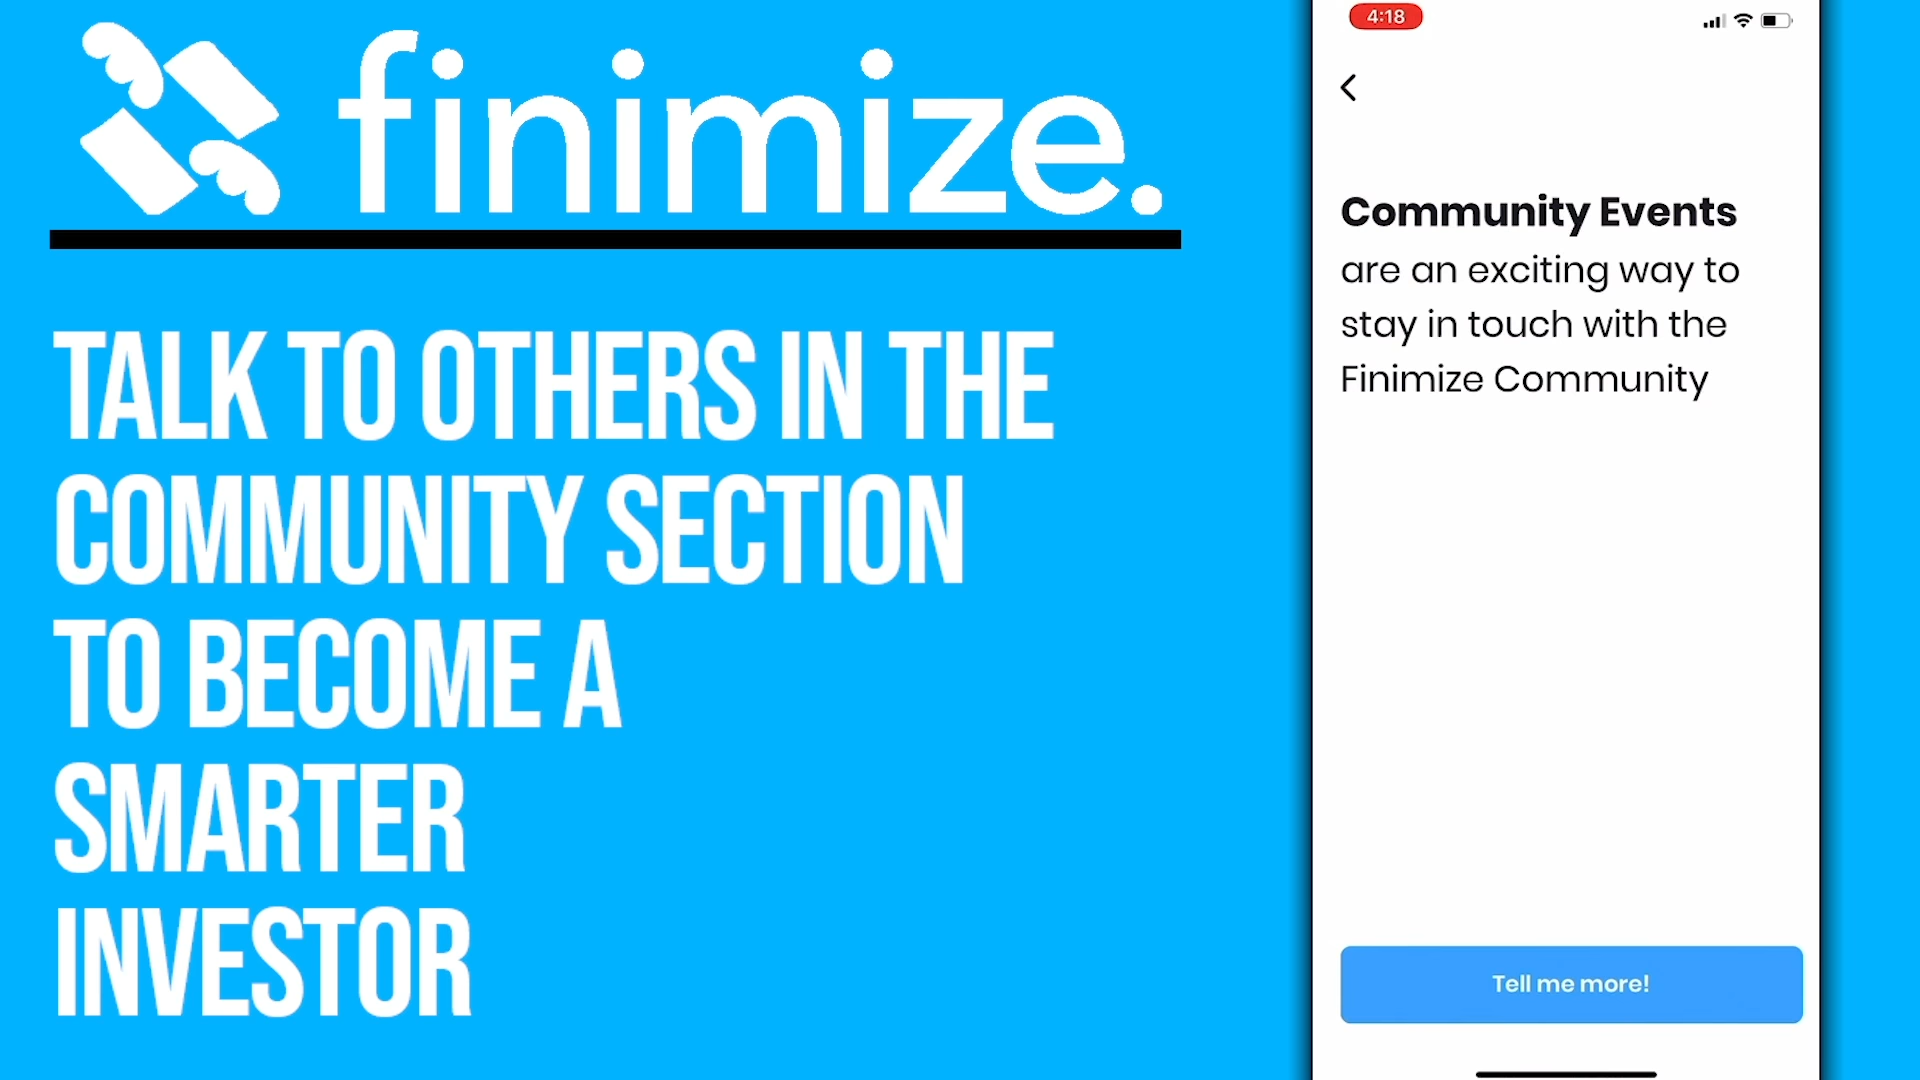 finimize.
TALK TO OTHERS IN THE
COMMUNITY SECTION
TO BECOME A
SMARTER
INVESTOR
4:18
Community Events
are an exciting way to
stay in touch with the
Finimize Community
Tell me more!